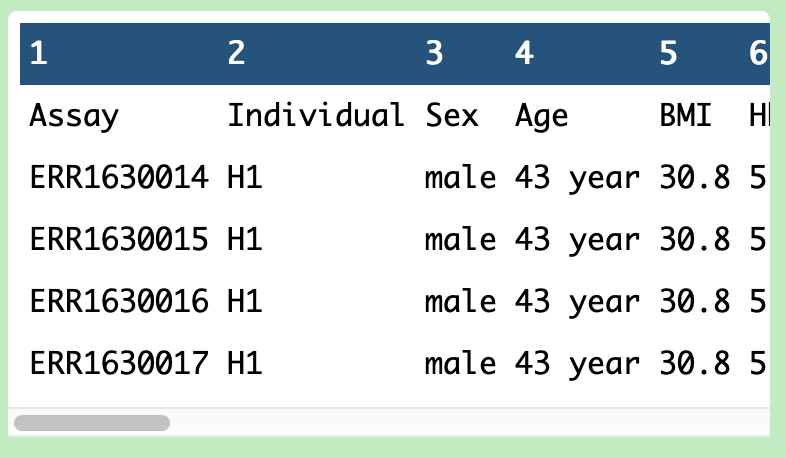 1 2 3 4 5 6
Assay Individual Sex Age BMI
ERR1630014 H1 male 43 year 30.8 5
ERR1630015 H1 male 43 year 30.8 5
ERR1630016 H1 male 43 year 30.8 5
ERR1630017 H1 male 43 year 30.8 5